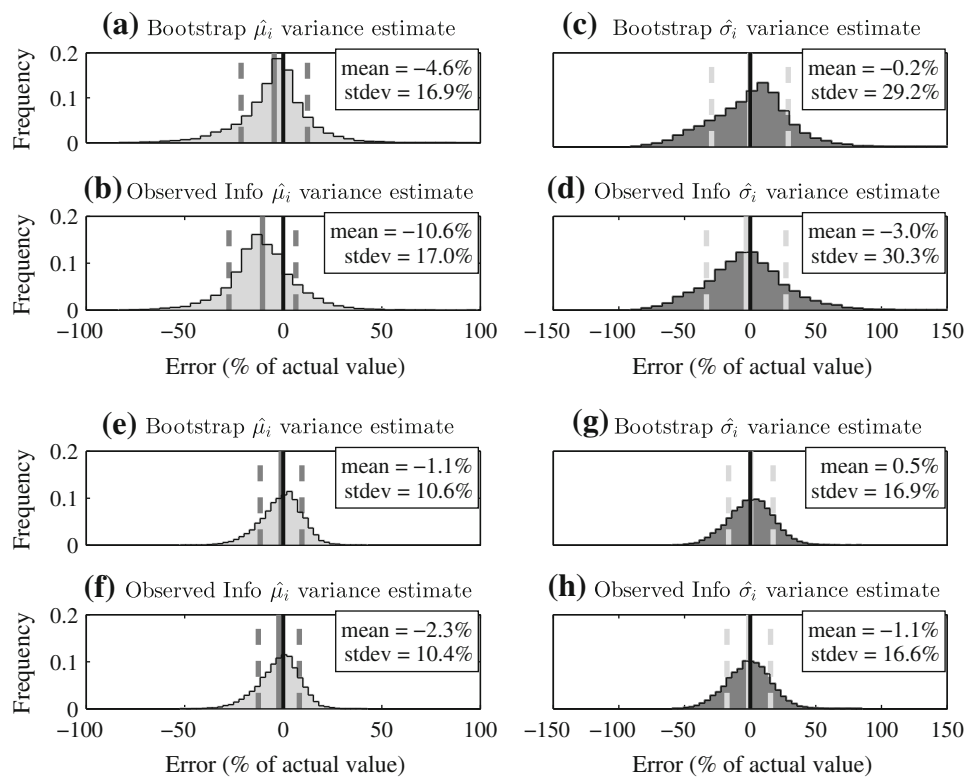 (a) Bootstrap μ̂ᵢ variance estimate
Frequency
0.2
0.1
0
mean = −4.6%
stdev = 16.9%
(c) Bootstrap σ̂ᵢ variance estimate
mean = −0.2%
stdev = 29.2%
(b) Observed Info μ̂ᵢ variance estimate
Frequency
0.2
0.1
0
mean = −10.6%
stdev = 17.0%
−100 −50 0 50 100
Error (% of actual value)
(d) Observed Info σ̂ᵢ variance estimate
mean = −3.0%
stdev = 30.3%
−150 −100 −50 0 50 100 150
Error (% of actual value)
(e) Bootstrap μ̂ᵢ variance estimate
Frequency
0.2
0.1
0
mean = −1.1%
stdev = 10.6%
(g) Bootstrap σ̂ᵢ variance estimate
mean = 0.5%
stdev = 16.9%
(f) Observed Info μ̂ᵢ variance estimate
Frequency
0.2
0.1
0
mean = −2.3%
stdev = 10.4%
−100 −50 0 50 100
Error (% of actual value)
(h) Observed Info σ̂ᵢ variance estimate
mean = −1.1%
stdev = 16.6%
−150 −100 −50 0 50 100 150
Error (% of actual value)